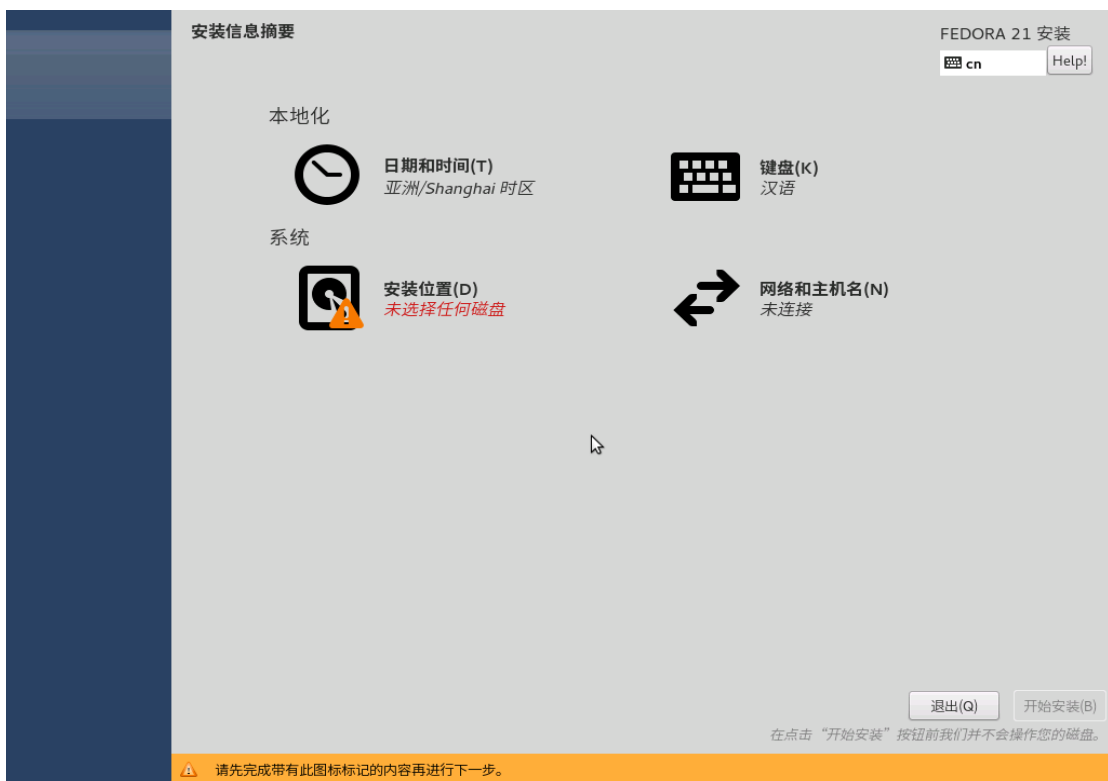 安装信息摘要
FEDORA 21 安装
cn
Help!
本地化
日期和时间(T)
亚洲/Shanghai 时区
键盘(K)
汉语
系统
安装位置(D)
未选择任何磁盘
网络和主机名(N)
未连接
退出(Q)
开始安装(B)
在点击“开始安装”按钮前我们并不会操作您的磁盘。
请先完成带有此图标标记的内容再进行下一步。